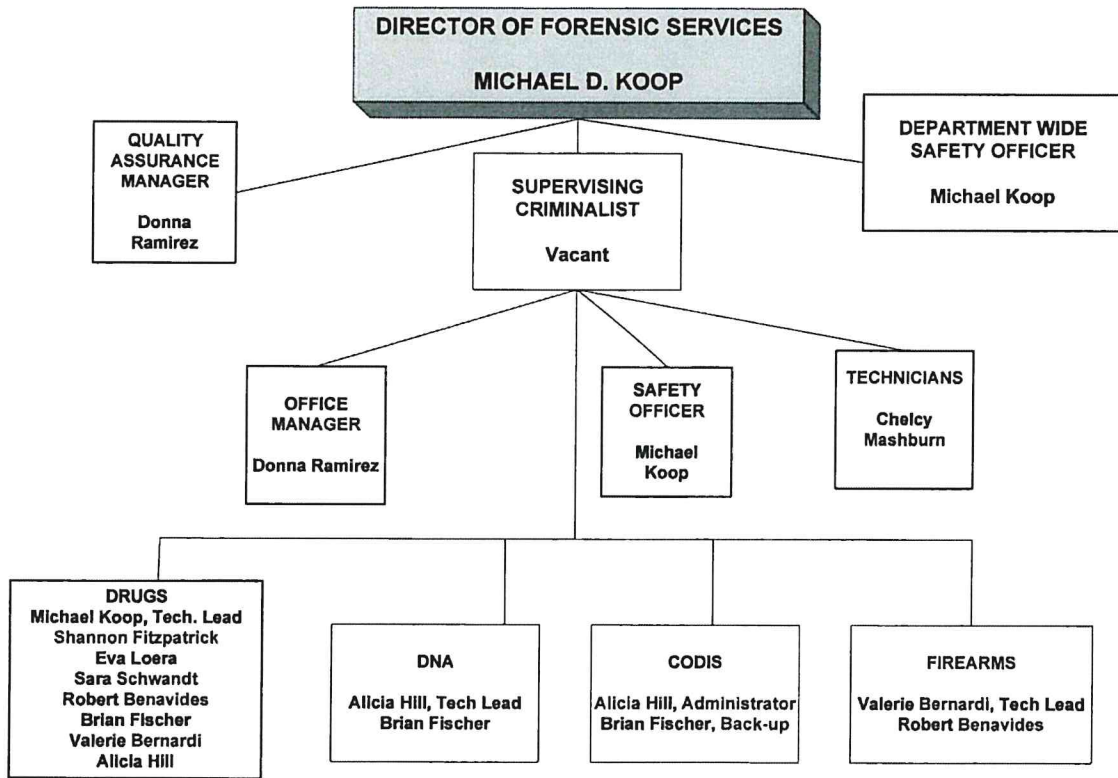 DIRECTOR OF FORENSIC SERVICES
MICHAEL D. KOOP
QUALITY
ASSURANCE
MANAGER
Donna
Ramirez
SUPERVISING
CRIMINALIST
Vacant
DEPARTMENT WIDE
SAFETY OFFICER
Michael Koop
OFFICE
MANAGER
Donna Ramirez
SAFETY
OFFICER
Michael
Koop
TECHNICIANS
Chelcy
Mashburn
DRUGS
Michael Koop, Tech. Lead
Shannon Fitzpatrick
Eva Loera
Sara Schwandt
Robert Benavides
Brian Fischer
Valerie Bernardi
Alicia Hill
DNA
Alicia Hill, Tech Lead
Brian Fischer
CODIS
Alicia Hill, Administrator
Brian Fischer, Back-up
FIREARMS
Valerie Bernardi, Tech Lead
Robert Benavides